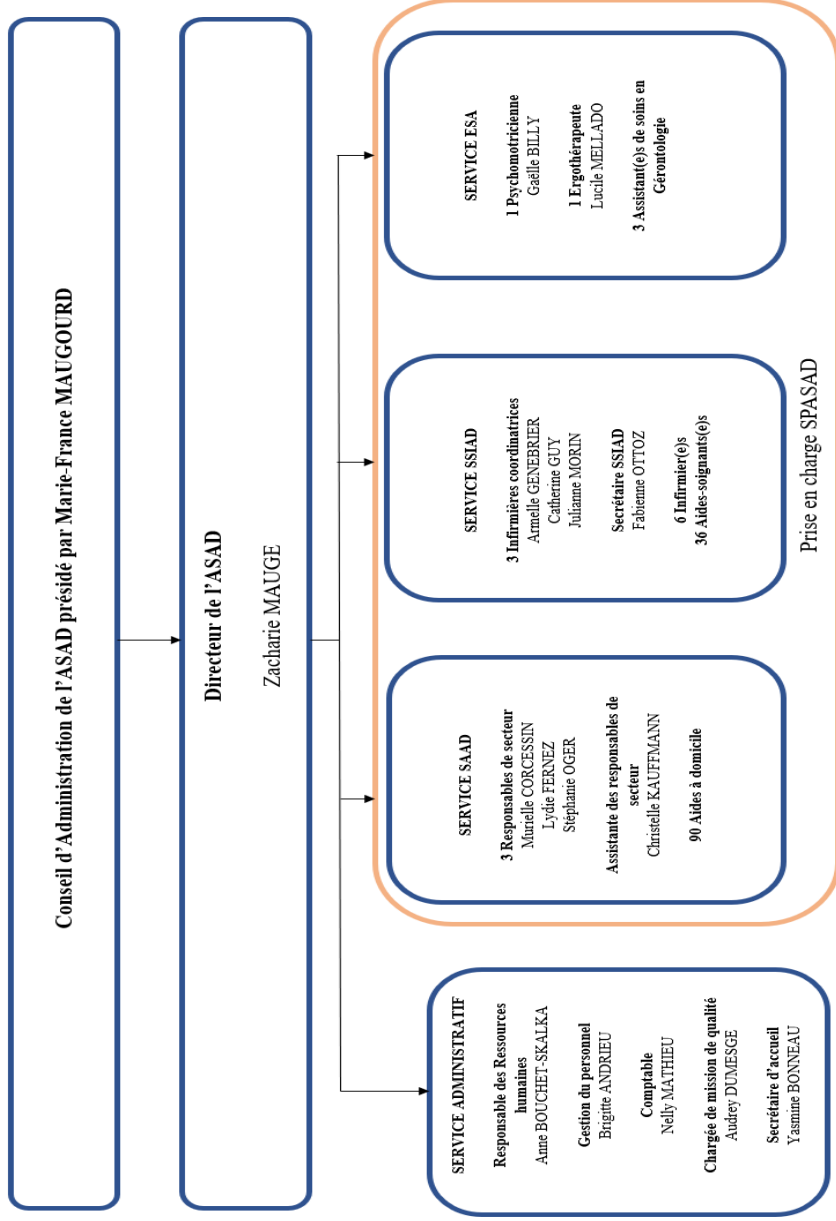 Conseil d'Administration de l'ASAD présidé par Marie-France MAUGOURD
Directeur de l'ASAD
Zacharie MAUGE
SERVICE ADMINISTRATIF
Responsable des Ressources
humaines
Anne BOUCHET-SKALKA
Gestion du personnel
Brigitte ANDRIEU
Comptable
Nelly MATHIEU
Chargée de mission de qualité
Audrey DUMESGE
Secrétaire d'accueil
Yasmine BONNEAU
SERVICE SAAD
3 Responsables de secteur
Murielle CORCESSIN
Lydie FERNEZ
Stéphanie OGER
Assistante des responsables de
secteur
Christelle KAUFFMANN
90 Aides à domicile
SERVICE SSIAD
3 Infirmières coordinatrices
Armelle GENEBRIER
Catherine GUY
Julianne MORIN
Secrétaire SSIAD
Fabienne OTTOZ
6 Infirmier(e)s
36 Aides-soignants(e)s
SERVICE ESA
1 Psychomotricienne
Gaëlle BILLY
1 Ergothérapeute
Lucile MELLADO
3 Assistant(e)s de soins en
Gérontologie
Prise en charge SPASAD